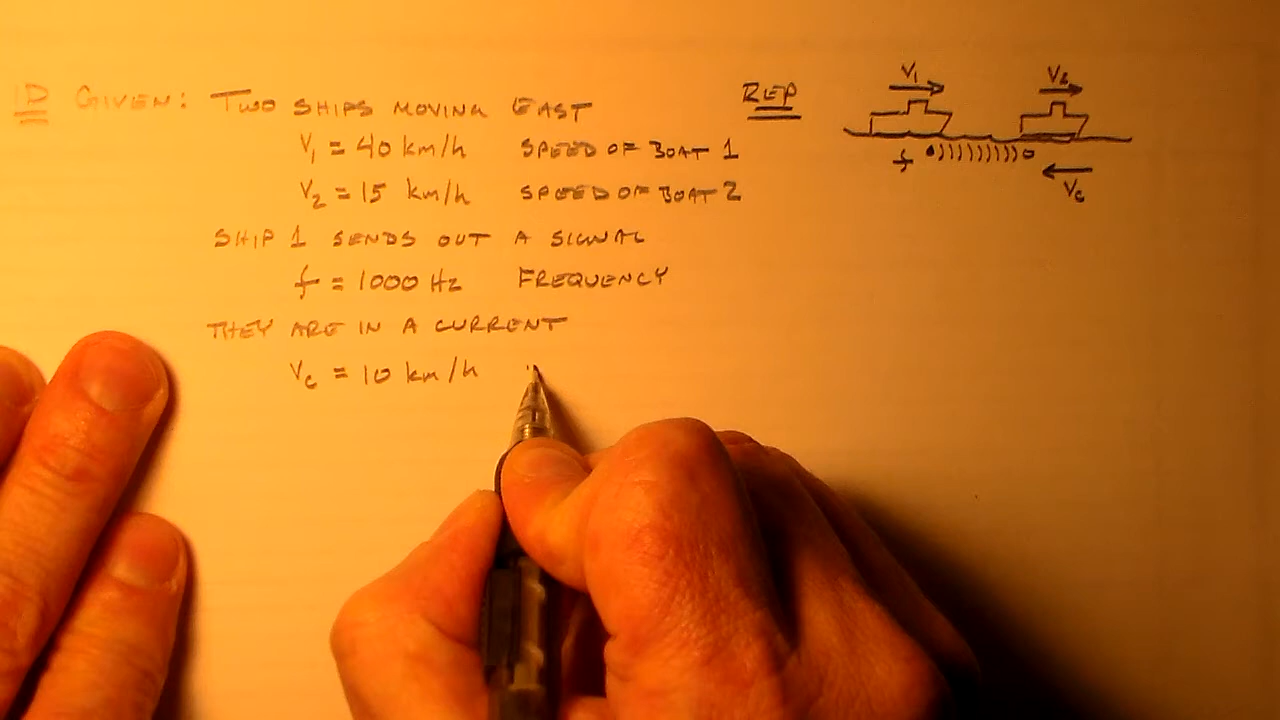 ID GIVEN: TWO SHIPS MOVING EAST
V1 = 40 km/h SPEED OF BOAT 1
V2 = 15 km/h SPEED OF BOAT 2
SHIP 1 SENDS OUT A SIGNAL
f = 1000 Hz FREQUENCY
THEY ARE IN A CURRENT
Vc = 10 km/h
REP
V1 V2
f
Vc